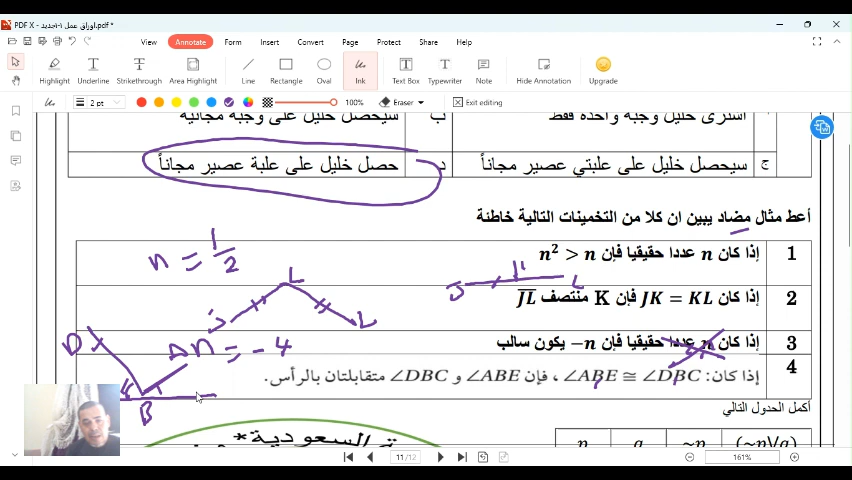 PDF X - أوراق عمل ١-١جديد.pdf *
View Annotate Form Insert Convert Page Protect Share Help
Highlight Underline Strikethrough Area Highlight Line Rectangle Oval Ink Text Box Typewriter Note Hide Annotation Upgrade
2 pt 100% Eraser Exit editing
اشترى خليل وجبة واحدة فقط ب سيحصل خليل على وجبة مجانية
ج سيحصل خليل على علبتي عصير مجاناً د حصل خليل على علبة عصير مجاناً
أعط مثال مضاد يبين ان كلا من التخمينات التالية خاطئة
1 إذا كان n عددا حقيقيا فإن n² > n
n = 1/2
2 إذا كان JK = KL فإن K منتصف JL
J K L
J L L
3 إذا كان n عددا حقيقيا فإن −n يكون سالب
n = -4
4 إذا كان: ∠ABE ≅ ∠DBC ، فإن ∠ABE و ∠DBC متقابلتان بالرأس.
D A
B
أكمل الجدول التالي
p q ~p (~p∨q)
السعودية*
11/12 161%